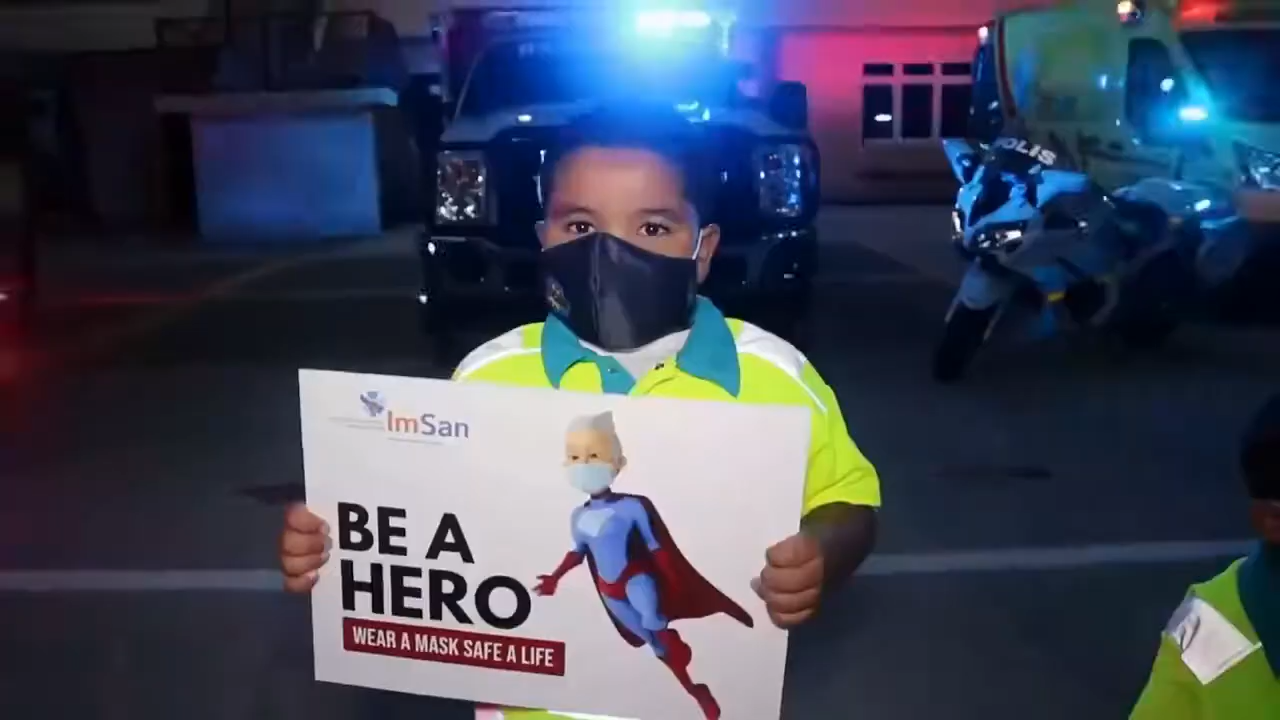 ImSan
BE A
HERO
WEAR A MASK SAFE A LIFE
POLIS